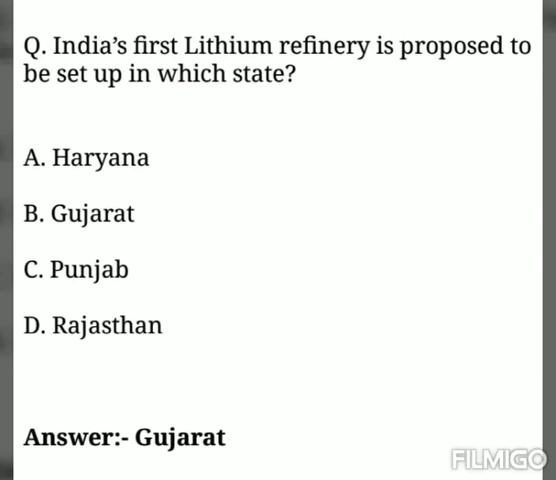 Q. India’s first Lithium refinery is proposed to
be set up in which state?
A. Haryana
B. Gujarat
C. Punjab
D. Rajasthan
Answer:- Gujarat
FILMIGO